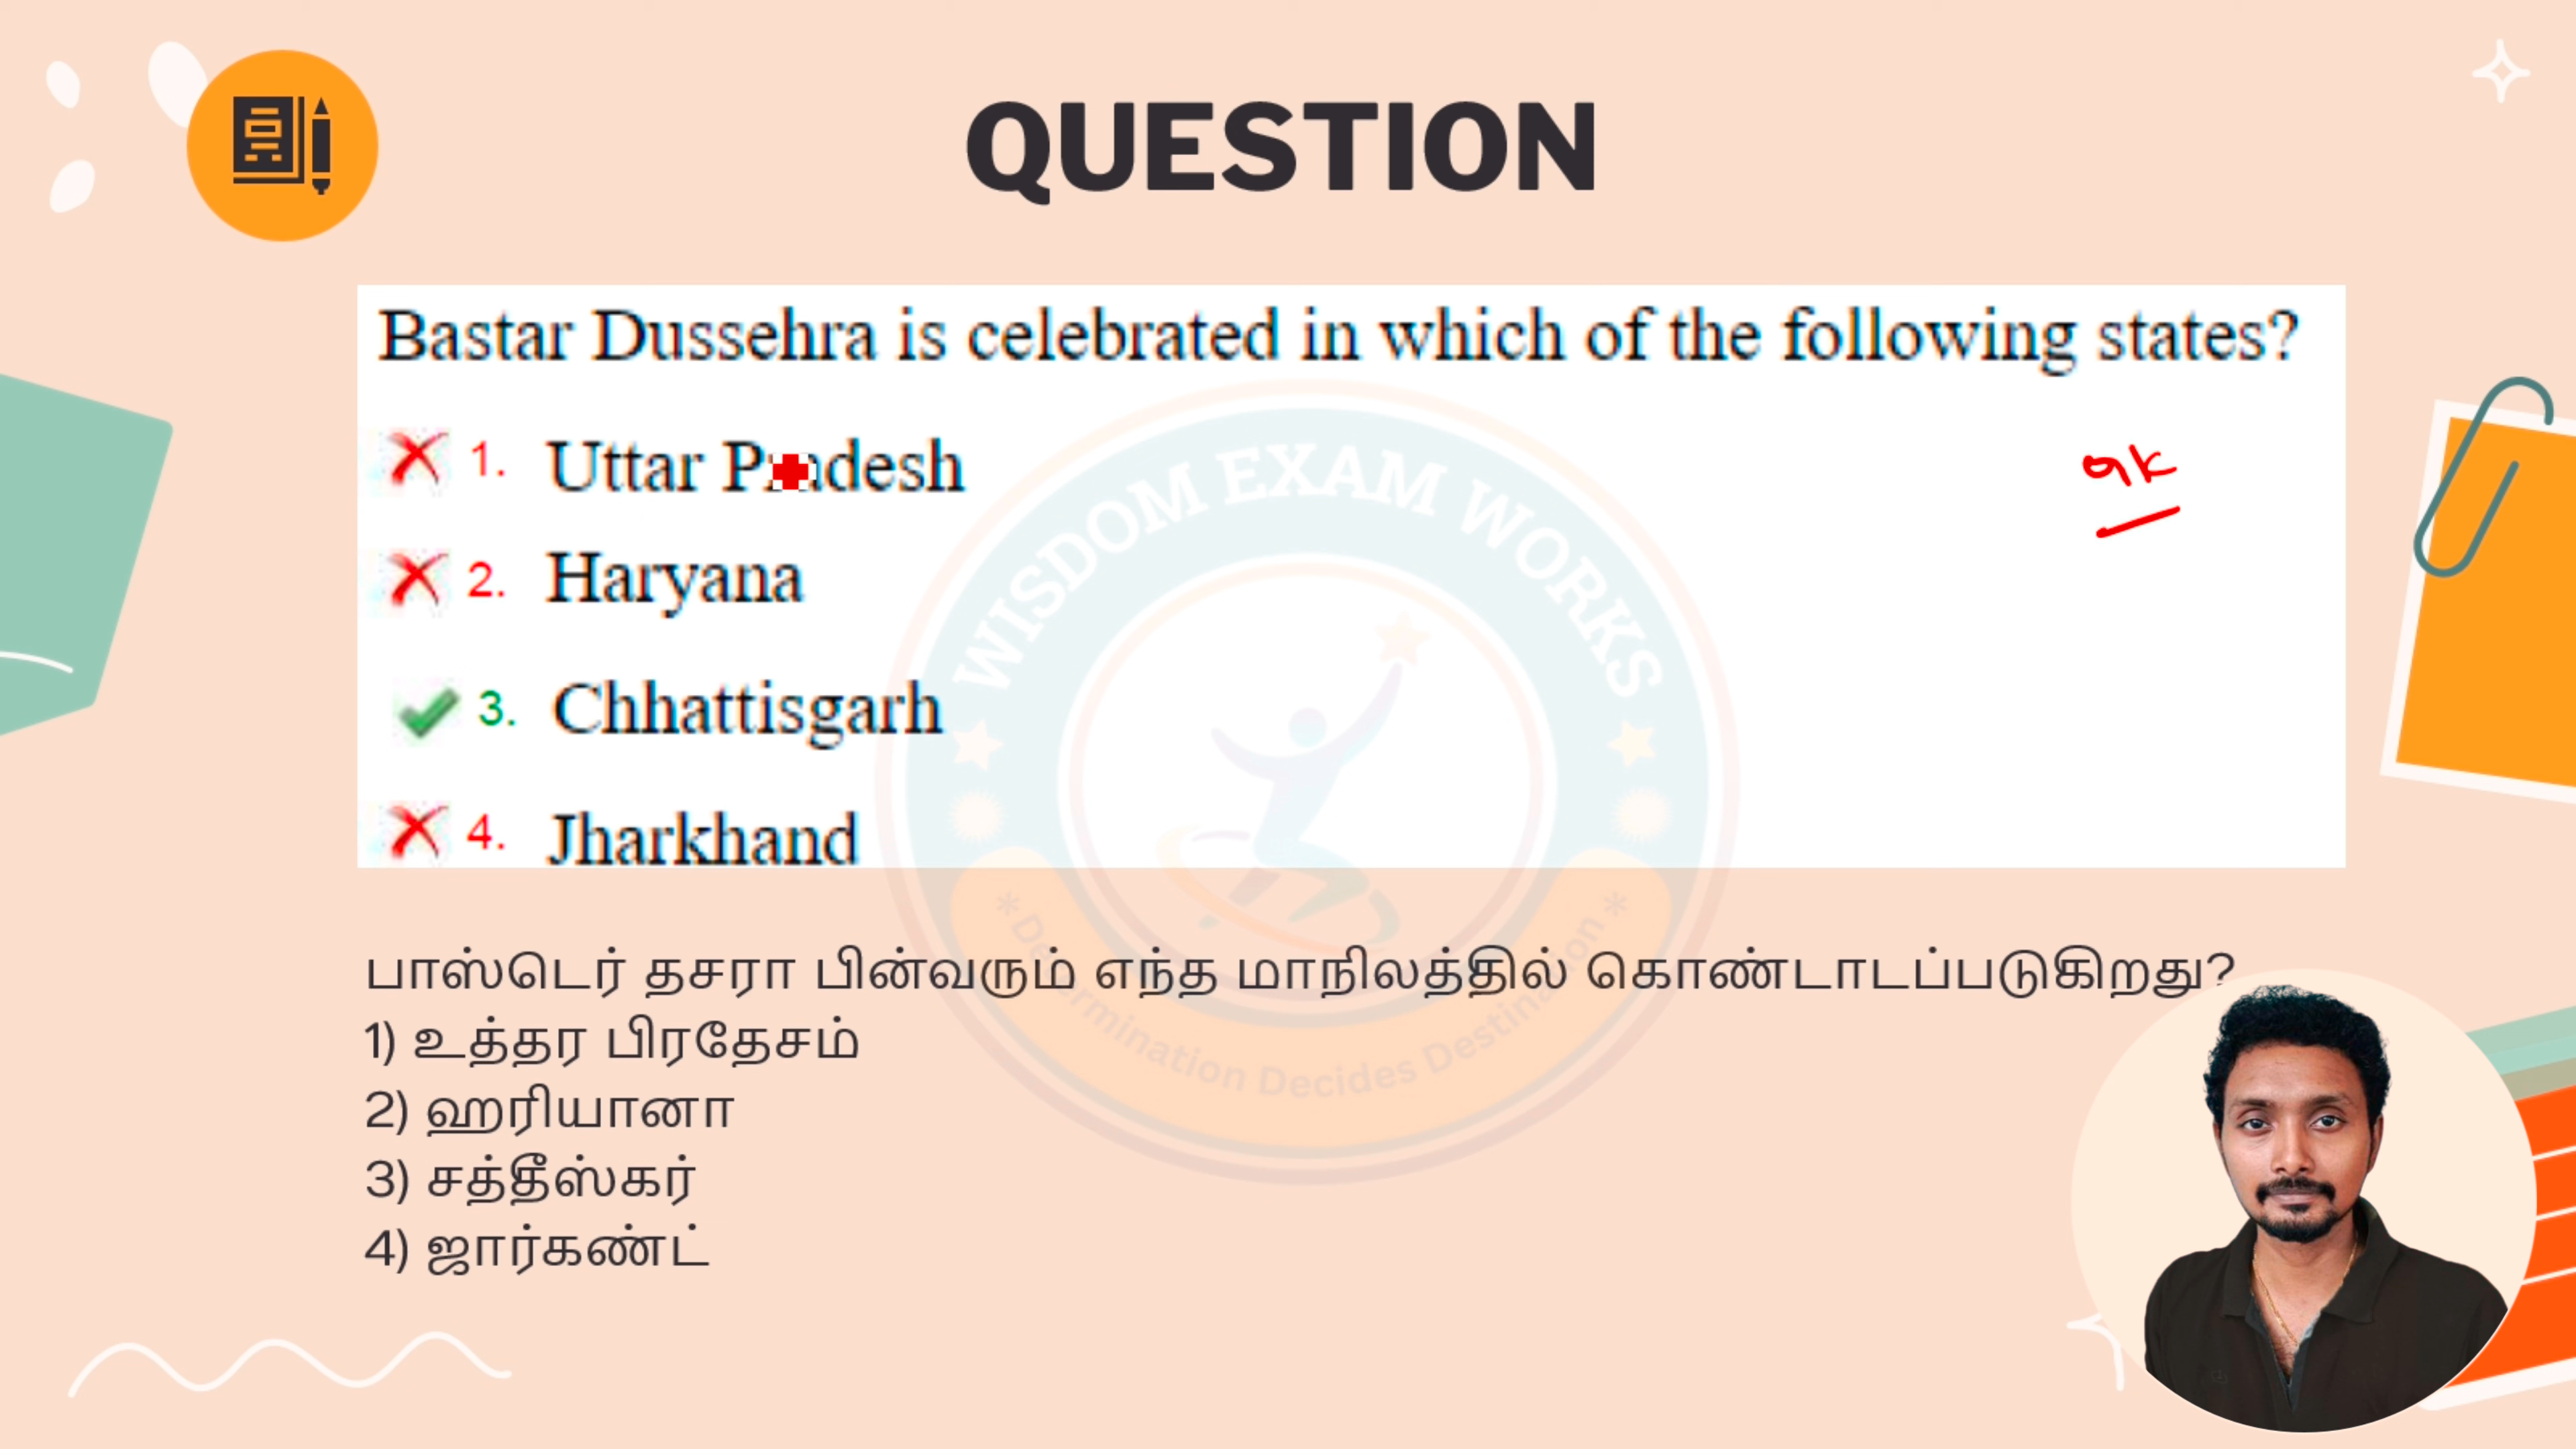 QUESTION
Bastar Dussehra is celebrated in which of the following states?
1. Uttar Pradesh
9k
2. Haryana
3. Chhattisgarh
4. Jharkhand
WISDOM EXAM WORKS
* Determination Decides Destination *
பாஸ்டெர் தசரா பின்வரும் எந்த மாநிலத்தில் கொண்டாடப்படுகிறது?
1) உத்தர பிரதேசம்
2) ஹரியானா
3) சத்தீஸ்கர்
4) ஜார்கண்ட்